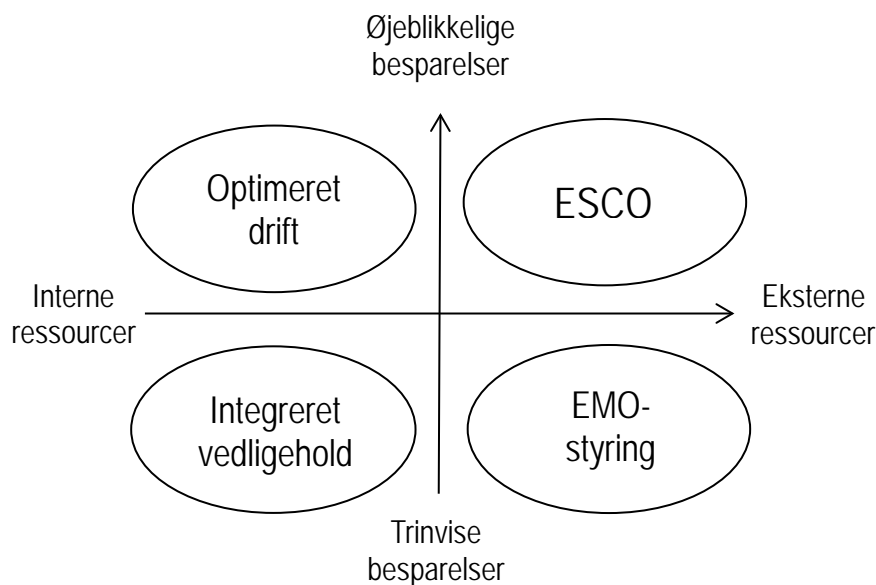 Øjeblikkelige
besparelser
Optimeret
drift
ESCO
Interne
ressourcer
Eksterne
ressourcer
Integreret
vedligehold
EMO-
styring
Trinvise
besparelser